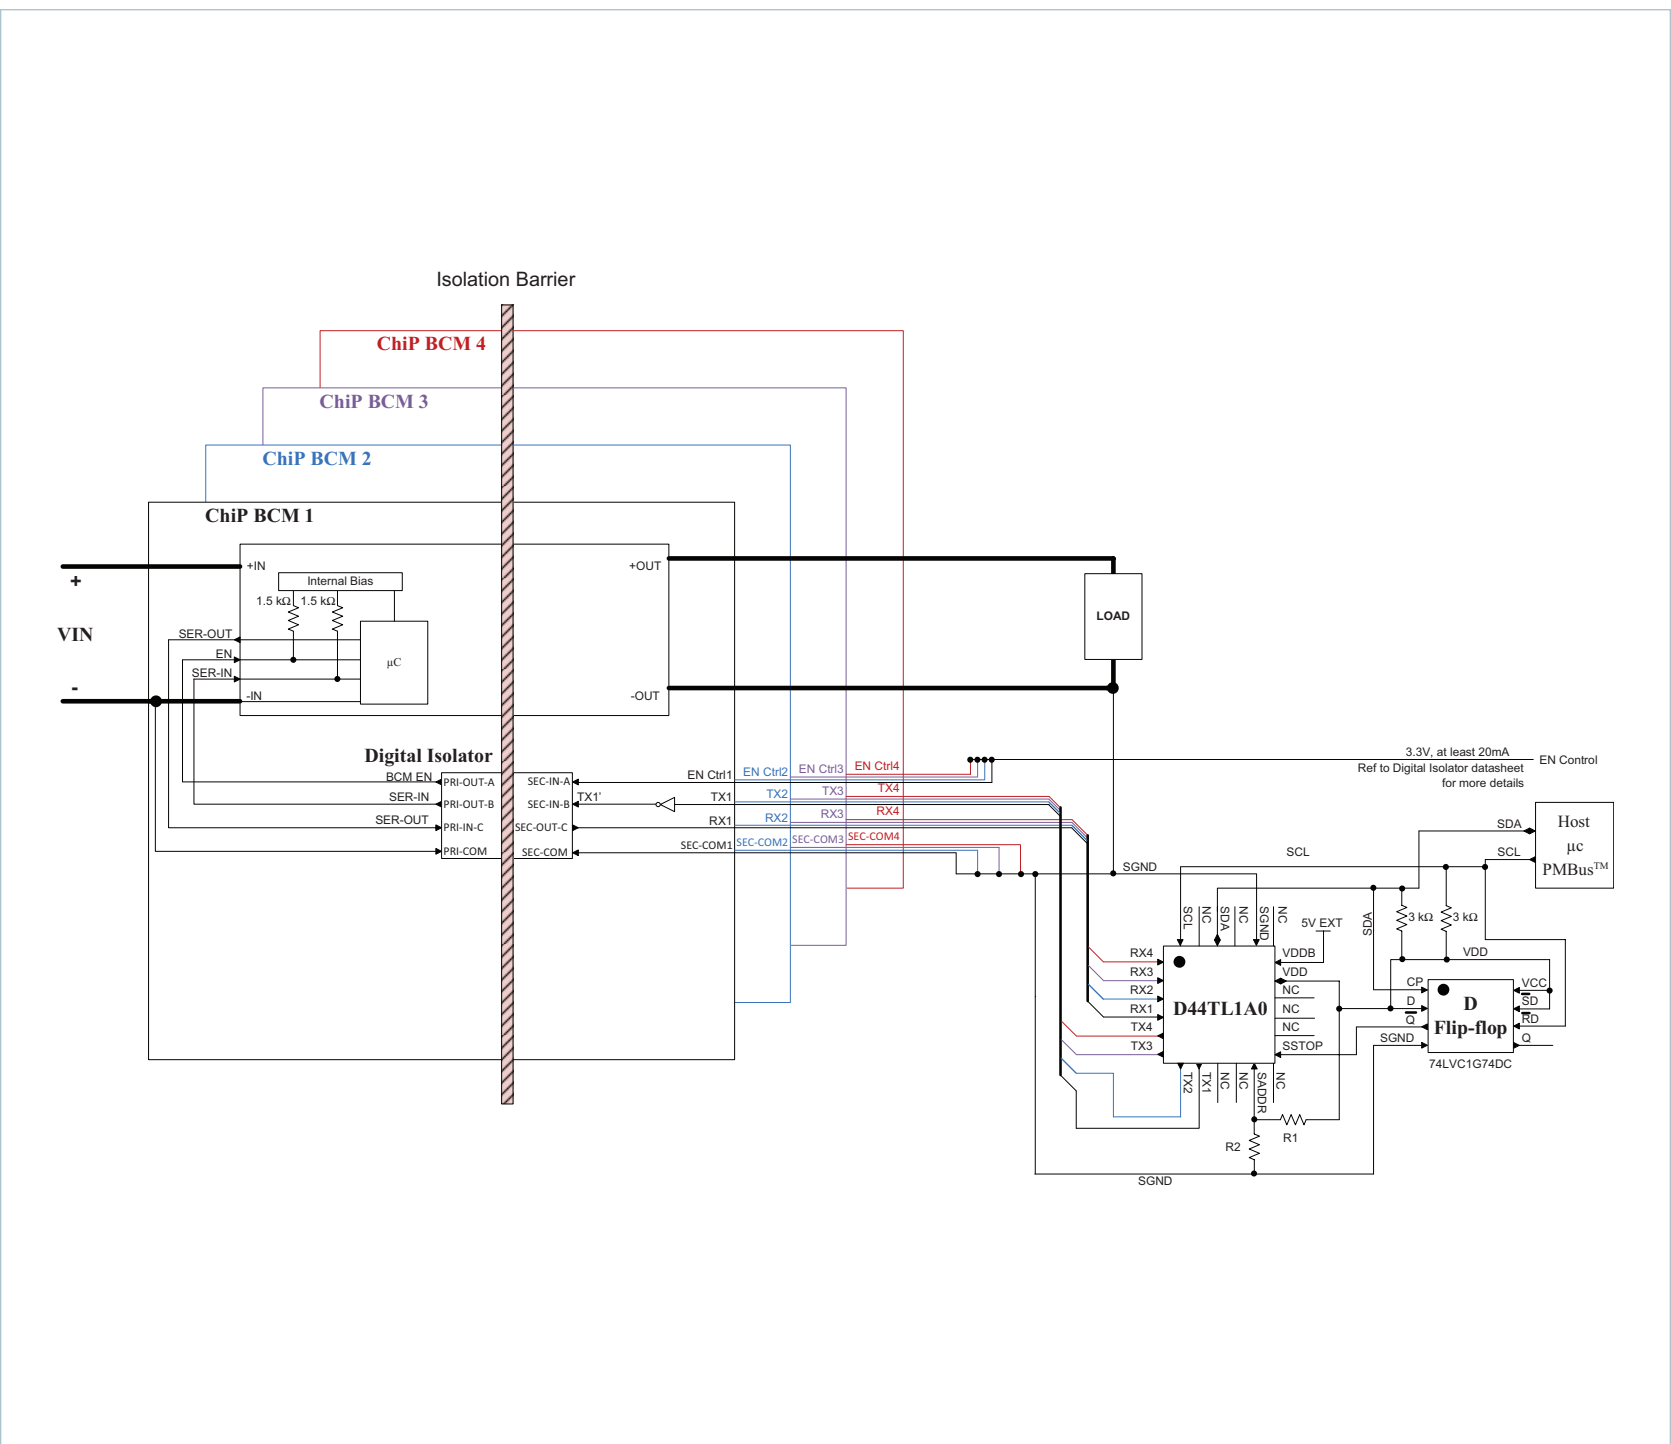 Isolation Barrier
ChiP BCM 4
ChiP BCM 3
ChiP BCM 2
ChiP BCM 1
+IN
+OUT
Internal Bias
1.5 kΩ 1.5 kΩ
+
VIN
-
SER-OUT
EN
SER-IN
-IN
µC
-OUT
LOAD
Digital Isolator
BCM EN
SER-IN
SER-OUT
PRI-OUT-A
PRI-OUT-B
PRI-IN-C
PRI-COM
SEC-IN-A
SEC-IN-B
SEC-OUT-C
SEC-COM
TX1'
EN Ctrl1 EN Ctrl2 EN Ctrl3 EN Ctrl4
TX1 TX2 TX3 TX4
RX1 RX2 RX3 RX4
SEC-COM1 SEC-COM2 SEC-COM3 SEC-COM4
3.3V, at least 20mA
Ref to Digital Isolator datasheet
for more details
EN Control
SDA
SCL
Host
µc
PMBus™
SCL
SGND
SCL
NC
SDA
NC
SGND
NC
5V EXT
SDA
3 kΩ
3 kΩ
VDD
RX4
RX3
RX2
RX1
TX4
TX3
D44TL1A0
VDDB
VDD
NC
NC
NC
SSTOP
TX2
TX1
NC
NC
SADDR
NC
CP
D
Q̅
SGND
D
Flip-flop
VCC
S̅D
R̅D
Q
74LVC1G74DC
R1
R2
SGND